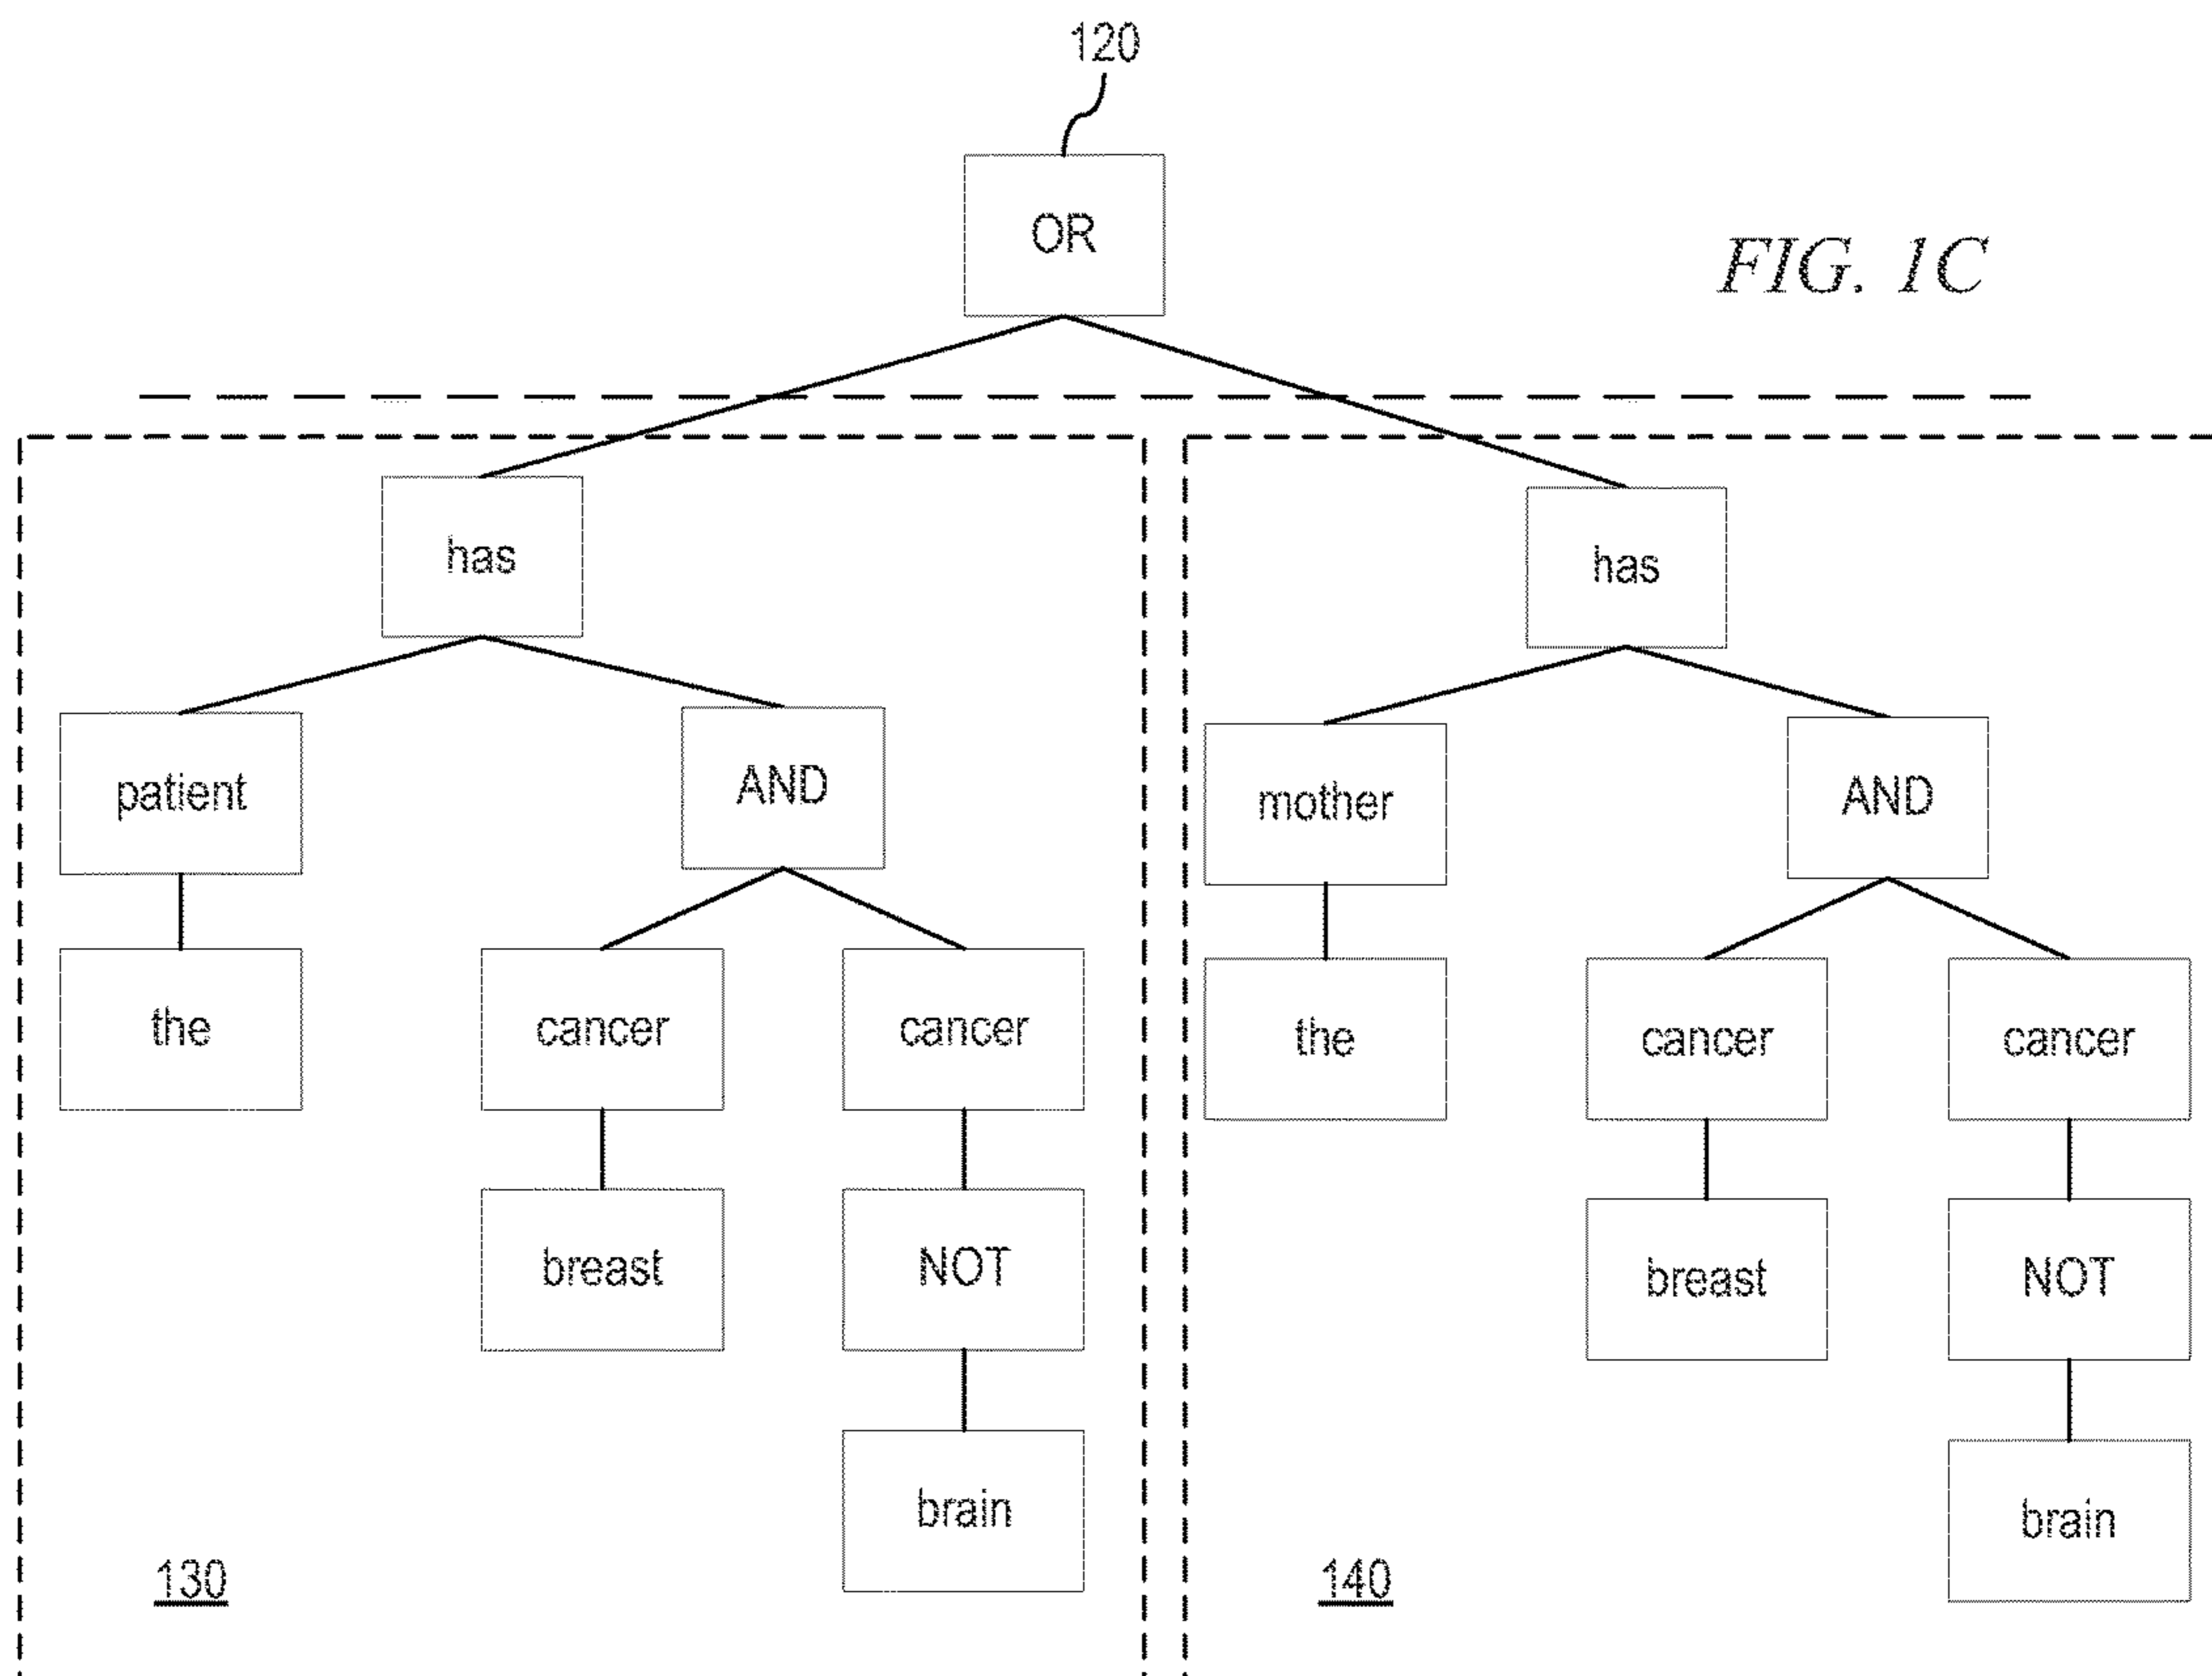 120
OR
FIG. 1C
has
has
patient
AND
mother
AND
the
cancer
cancer
the
cancer
cancer
breast
NOT
breast
NOT
brain
brain
130
140